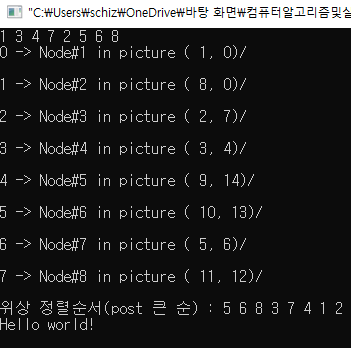 "C:₩Users₩schiz₩OneDrive₩바탕 화면₩컴퓨터알고리즘및실
1 3 4 7 2 5 6 8
0 -> Node#1 in picture ( 1, 0)/
1 -> Node#2 in picture ( 8, 0)/
2 -> Node#3 in picture ( 2, 7)/
3 -> Node#4 in picture ( 3, 4)/
4 -> Node#5 in picture ( 9, 14)/
5 -> Node#6 in picture ( 10, 13)/
6 -> Node#7 in picture ( 5, 6)/
7 -> Node#8 in picture ( 11, 12)/
위상 정렬순서(post 큰 순) : 5 6 8 3 7 4 1 2
Hello world!